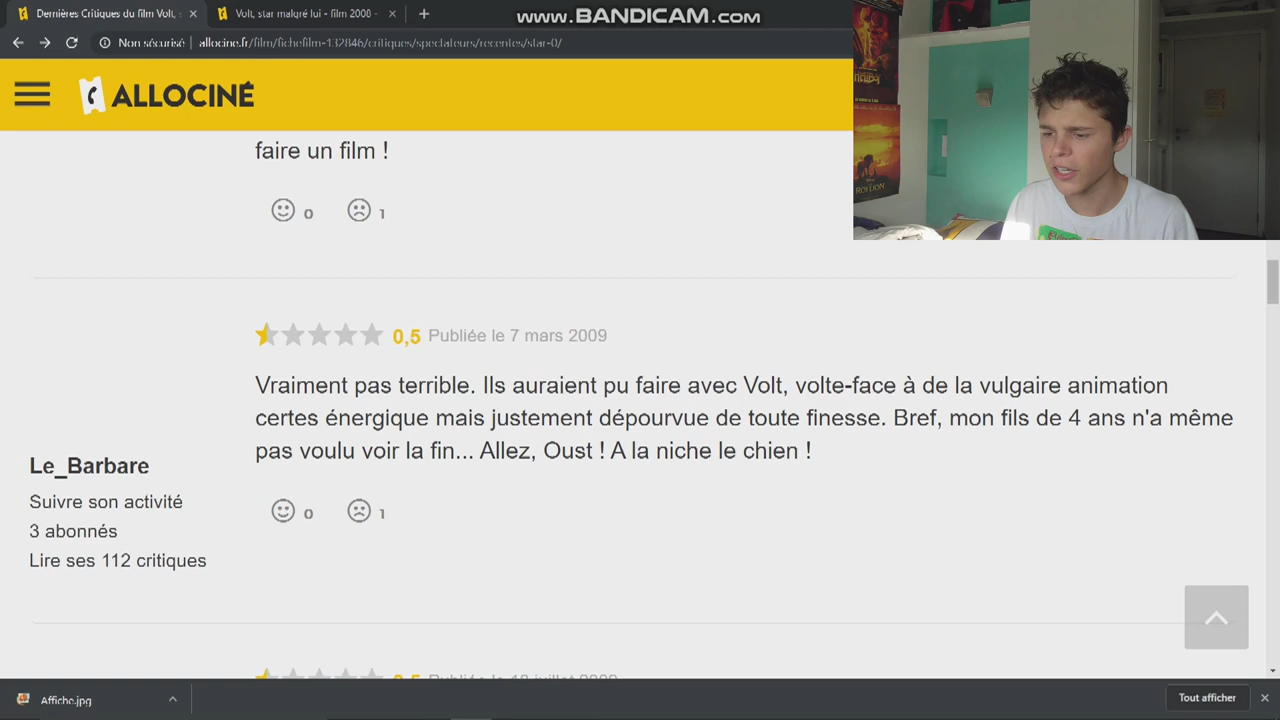 Dernières Critiques du film Volt,
Volt, star malgré lui - film 2008 -
www.BANDICAM.com
Non sécurisé
allocine.fr/film/fichefilm-132846/critiques/spectateurs/recentes/star-0/
ALLOCINÉ
faire un film !
0
1
0,5 Publiée le 7 mars 2009
Vraiment pas terrible. Ils auraient pu faire avec Volt, volte-face à de la vulgaire animation
certes énergique mais justement dépourvue de toute finesse. Bref, mon fils de 4 ans n'a même
pas voulu voir la fin... Allez, Oust ! A la niche le chien !
Le_Barbare
Suivre son activité
3 abonnés
Lire ses 112 critiques
0
1
Affiche.jpg
Tout afficher
HELLBOY
ROI LION